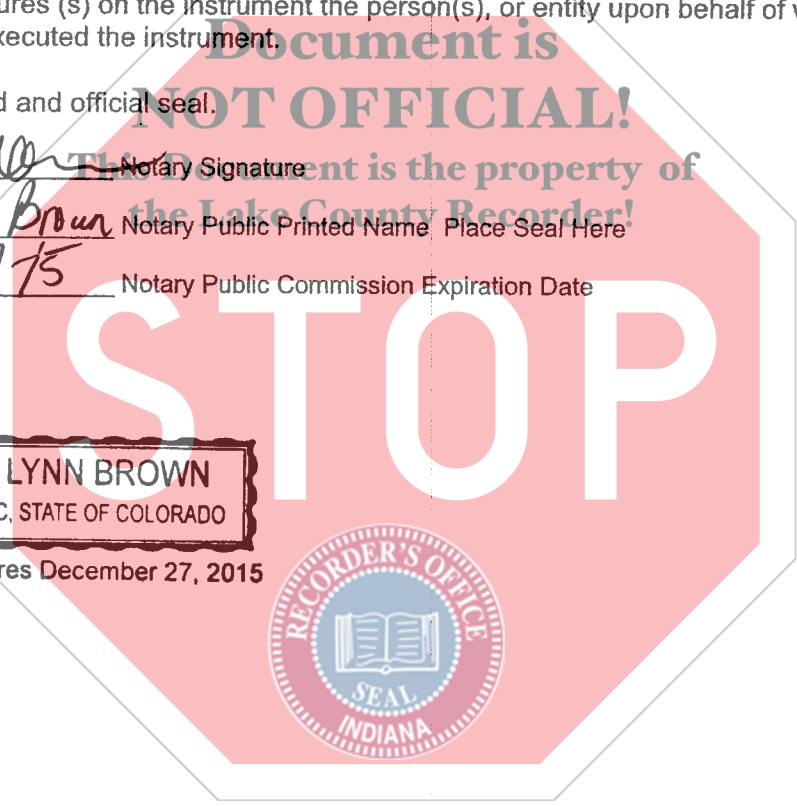 ures (s) on the instrument the person(s), or entity upon behalf of
xecuted the instrument.
Document is
d and official seal.
NOT OFFICIAL!
Notary Signature
This Document is the property of
Brown Notary Public Printed Name Place Seal Here
the Lake County Recorder!
15 Notary Public Commission Expiration Date
STOP
LYNN BROWN
C, STATE OF COLORADO
res December 27, 2015
RECORDER'S OFFICE
SEAL
INDIANA